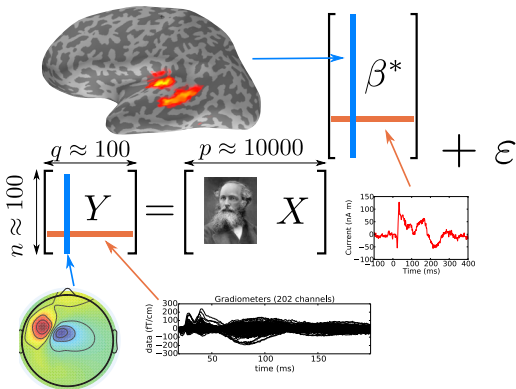 β*
+ ε
q ≈ 100
p ≈ 10000
n ≈ 100
Y = X
150
100
50
0
−50
−100
Current (nA m)
−100 0 100 200 300 400
Time (ms)
Gradiometers (202 channels)
300
200
100
0
−100
−200
−300
data (fT/cm)
50 100 150
time (ms)